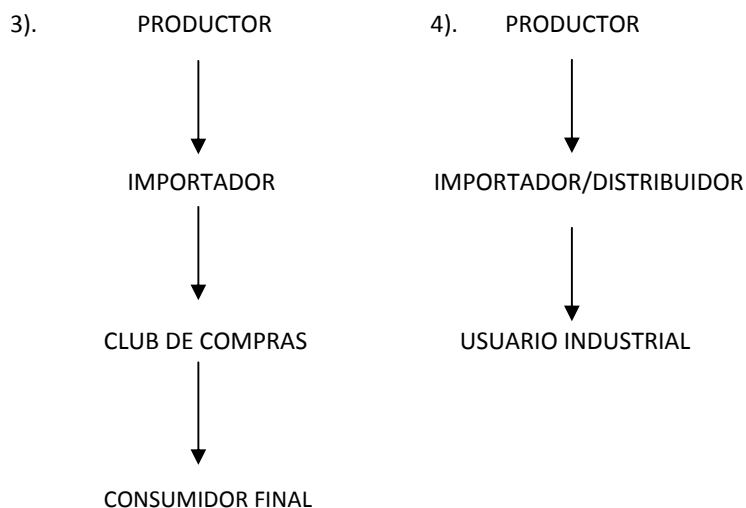 3). PRODUCTOR
IMPORTADOR
CLUB DE COMPRAS
CONSUMIDOR FINAL
4). PRODUCTOR
IMPORTADOR/DISTRIBUIDOR
USUARIO INDUSTRIAL